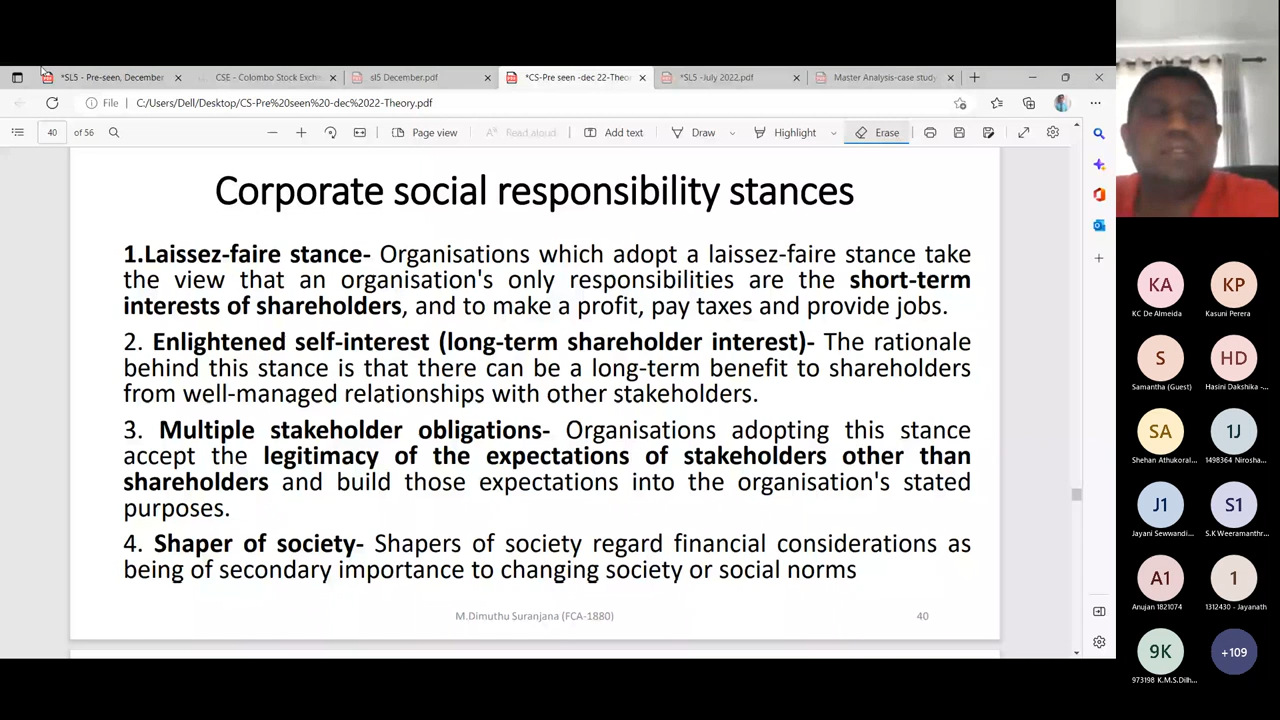 *SL5 - Pre-seen, December
CSE - Colombo Stock Excha
sl5 December.pdf
*CS-Pre seen -dec 22-Theor
*SL5 -July 2022.pdf
Master Analysis-case study
File
C:/Users/Dell/Desktop/CS-Pre%20seen%20-dec%2022-Theory.pdf
40 of 56
Page view
Read aloud
Add text
Draw
Highlight
Erase
Corporate social responsibility stances
1.Laissez-faire stance- Organisations which adopt a laissez-faire stance take
the view that an organisation's only responsibilities are the short-term
interests of shareholders, and to make a profit, pay taxes and provide jobs.
2. Enlightened self-interest (long-term shareholder interest)- The rationale
behind this stance is that there can be a long-term benefit to shareholders
from well-managed relationships with other stakeholders.
3. Multiple stakeholder obligations- Organisations adopting this stance
accept the legitimacy of the expectations of stakeholders other than
shareholders and build those expectations into the organisation's stated
purposes.
4. Shaper of society- Shapers of society regard financial considerations as
being of secondary importance to changing society or social norms
M.Dimuthu Suranjana (FCA-1880)
40
KA
KC De Almeida
KP
Kasuni Perera
S
Samantha (Guest)
HD
Hasini Dakshika -...
SA
Shehan Athukoral...
1J
1498364 Nirosha...
J1
Jayani Sewwandi...
S1
S.K Weeramanthr...
A1
Anujan 1821074
1
1312430 - Jayanath
9K
973198 K.M.S.Dilh...
+109